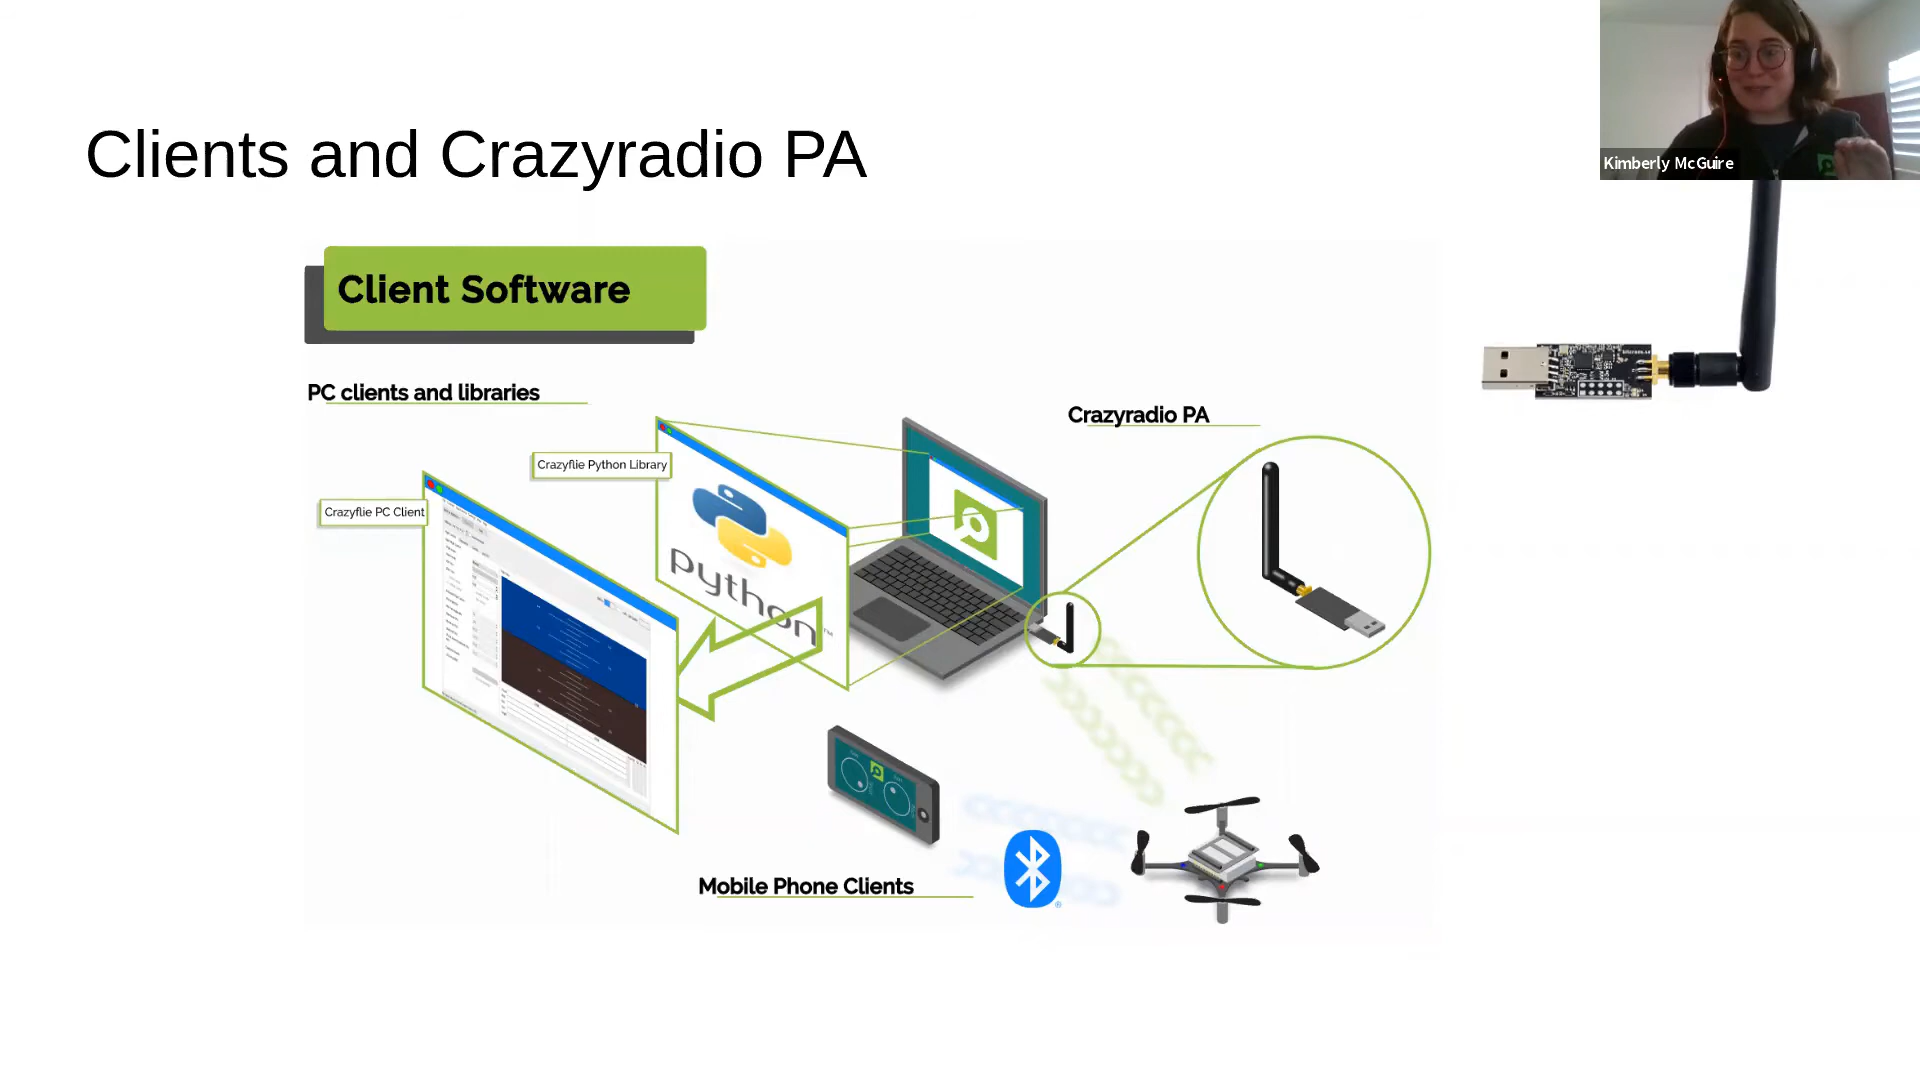 Clients and Crazyradio PA
Kimberly McGuire
Client Software
PC clients and libraries
Crazyradio PA
Crazyflie Python Library
Crazyflie PC Client
python
Mobile Phone Clients